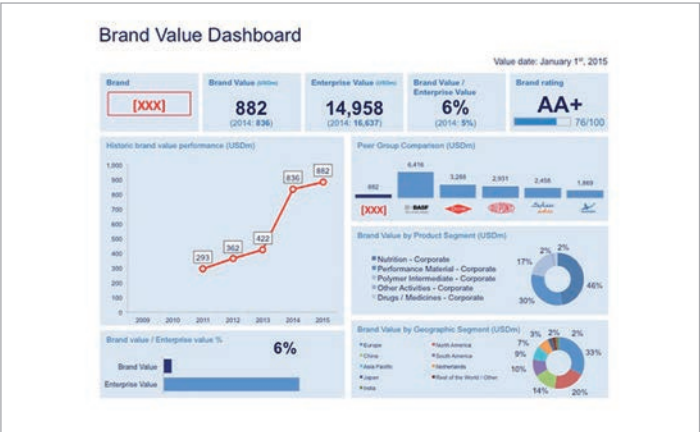 Brand Value Dashboard
Value date: January 1st, 2015
Brand
[XXX]
Brand Value (USDm)
882
(2014: 836)
Enterprise Value (USDm)
14,958
(2014: 16,637)
Brand Value /
Enterprise Value
6%
(2014: 5%)
Brand rating
AA+
76/100
Historic brand value performance (USDm)
1,000
900
800
700
600
500
400
300
200
100
0
293
362
422
836
882
2009 2010 2011 2012 2013 2014 2015
Peer Group Comparison (USDm)
882
6,416
3,288
2,931
2,458
1,869
[XXX]
BASF
DUPONT
Brand Value by Product Segment (USDm)
Nutrition - Corporate
Performance Material - Corporate
Polymer Intermediate - Corporate
Other Activities - Corporate
Drugs / Medicines - Corporate
2% 2%
17%
46%
30%
Brand value / Enterprise value %
6%
Brand Value
Enterprise Value
Brand Value by Geographic Segment (USDm)
Europe
North America
China
South America
Asia Pacific
Netherlands
Japan
Rest of the World / Other
India
3% 2% 2%
7%
9%
10%
14%
20%
33%